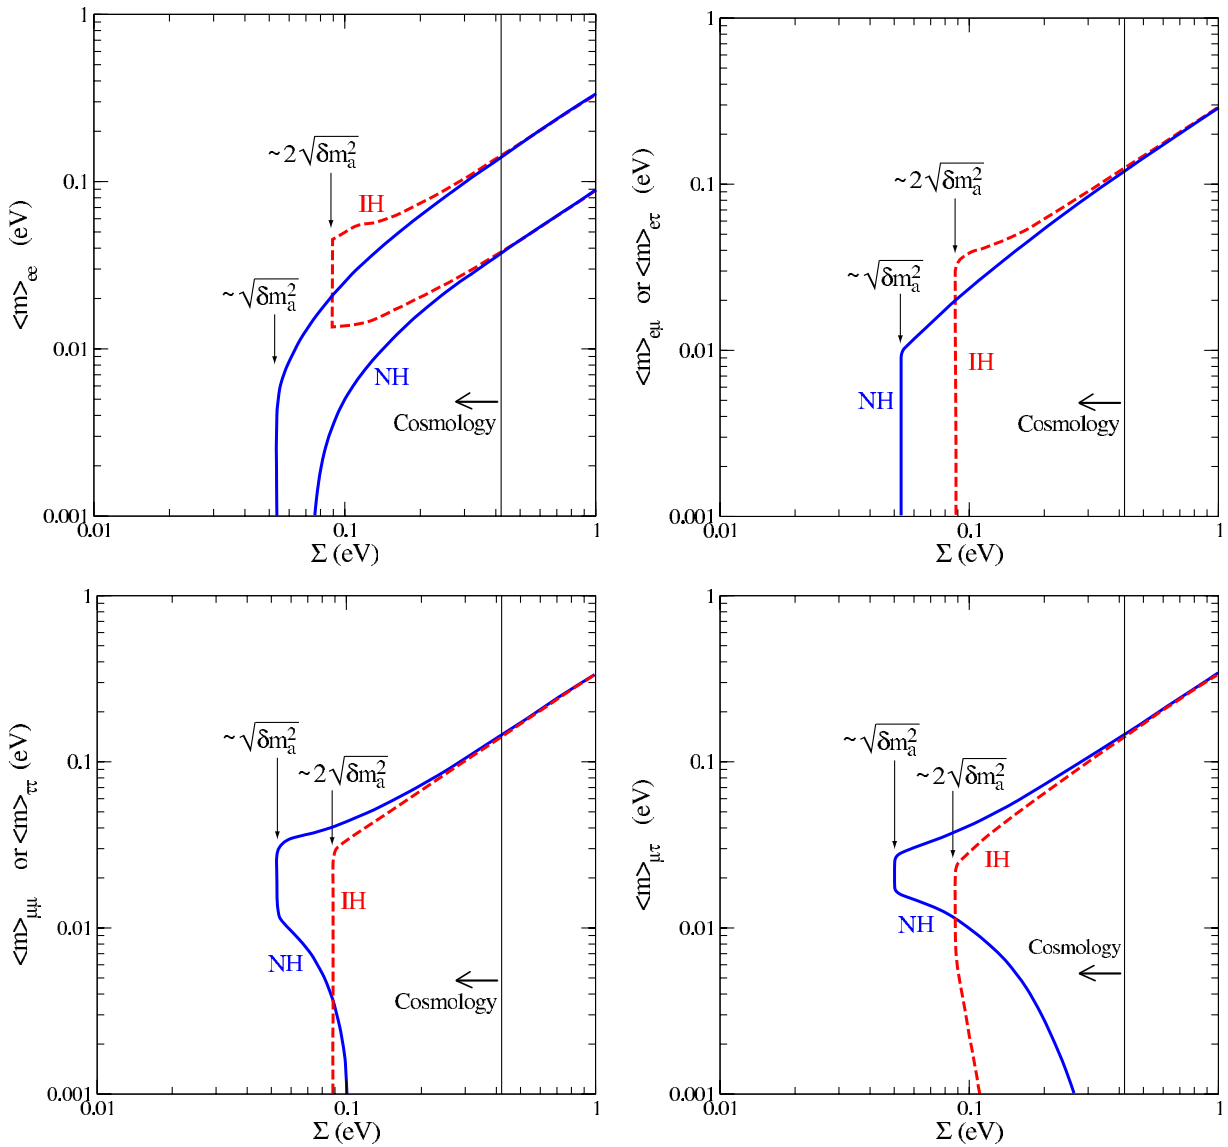 1
0.1
0.01
0.001
0.01
0.1
1
<m>ee (eV)
Σ (eV)
~2√δm²a
IH
~√δm²a
NH
Cosmology
1
0.1
0.01
0.001
0.01
0.1
1
<m>eμ or <m>eτ (eV)
Σ (eV)
~2√δm²a
~√δm²a
NH
IH
Cosmology
1
0.1
0.01
0.001
0.01
0.1
1
<m>μμ or <m>ττ (eV)
Σ (eV)
~√δm²a
~2√δm²a
IH
NH
Cosmology
1
0.1
0.01
0.001
0.01
0.1
1
<m>μτ (eV)
Σ (eV)
~√δm²a
~2√δm²a
IH
NH
Cosmology